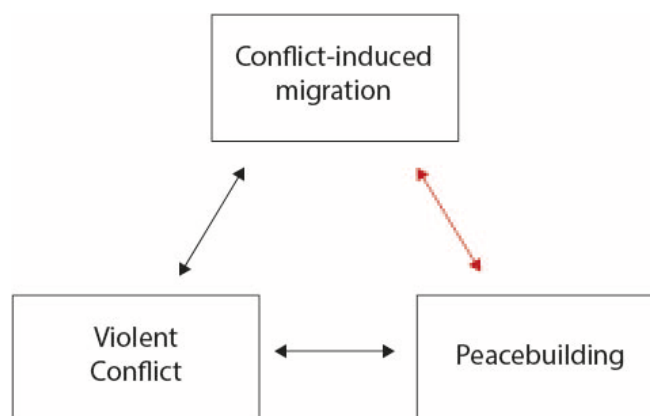 Conflict-induced
migration
Violent
Conflict
Peacebuilding